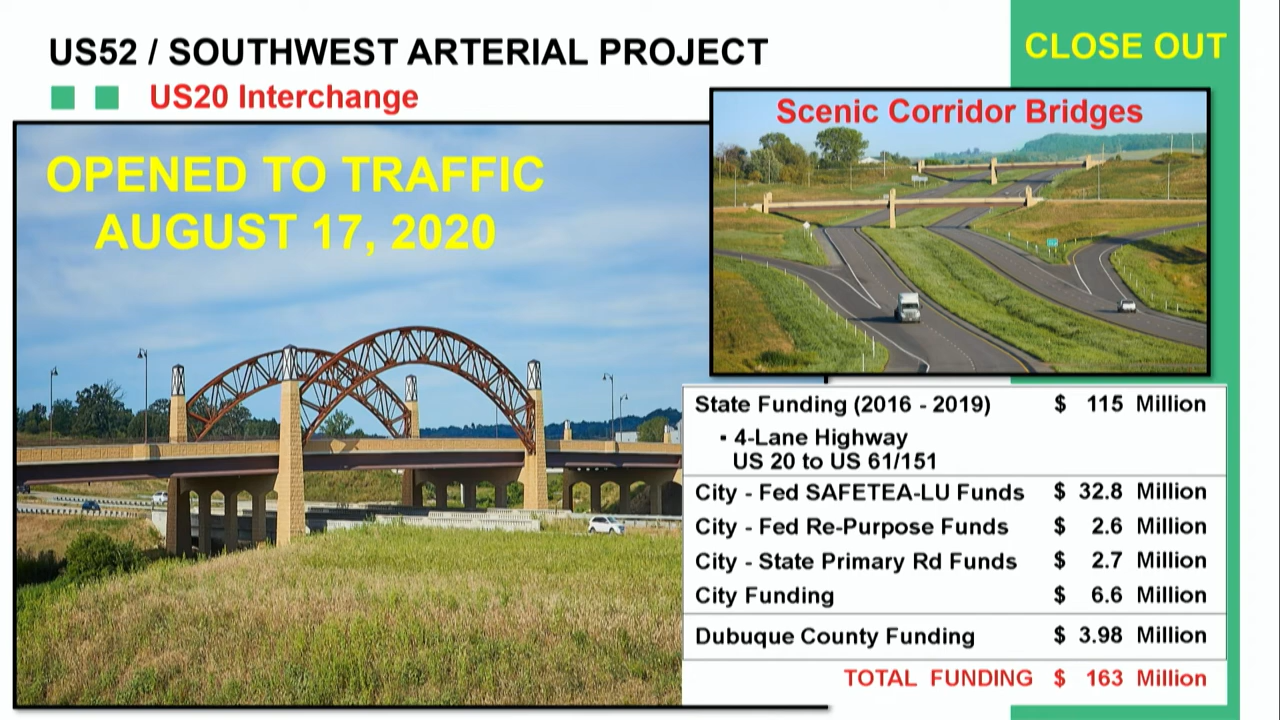 US52 / SOUTHWEST ARTERIAL PROJECT
CLOSE OUT
US20 Interchange
Scenic Corridor Bridges
OPENED TO TRAFFIC
AUGUST 17, 2020
State Funding (2016 - 2019) $ 115 Million
▪ 4-Lane Highway
US 20 to US 61/151
City - Fed SAFETEA-LU Funds $ 32.8 Million
City - Fed Re-Purpose Funds $ 2.6 Million
City - State Primary Rd Funds $ 2.7 Million
City Funding $ 6.6 Million
Dubuque County Funding $ 3.98 Million
TOTAL FUNDING $ 163 Million